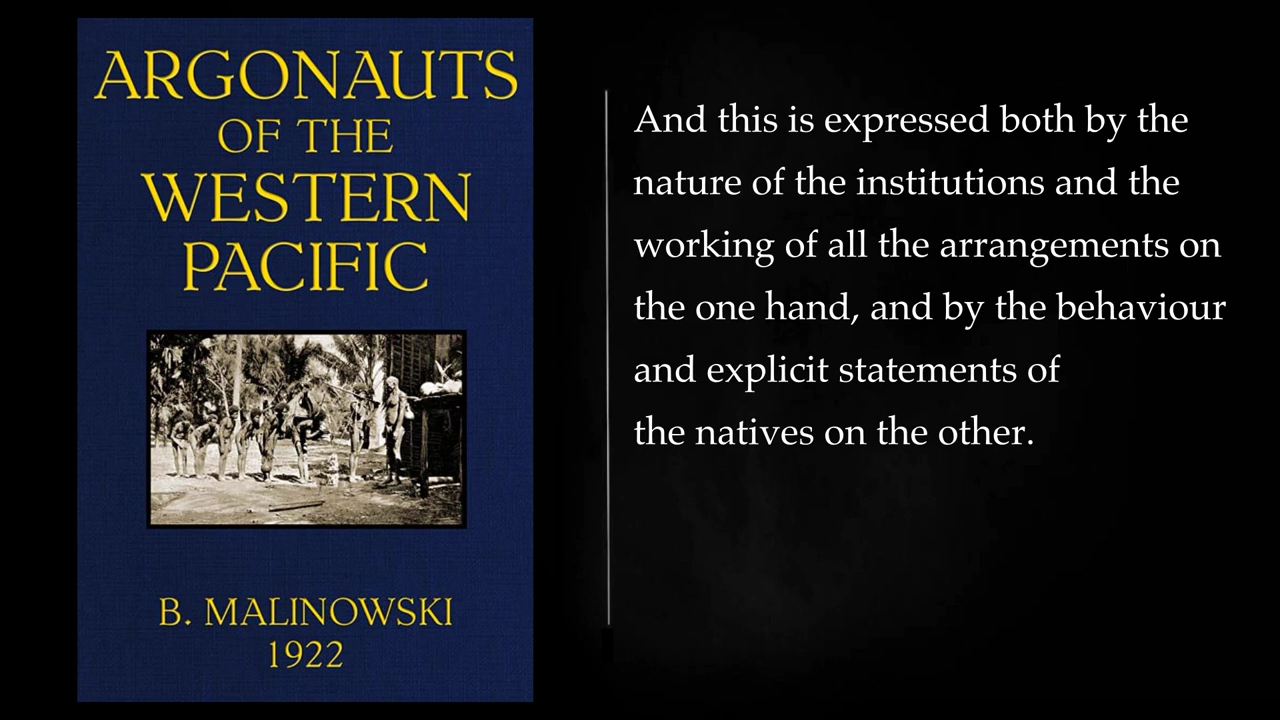 ARGONAUTS
OF THE
WESTERN
PACIFIC
B. MALINOWSKI
1922
And this is expressed both by the
nature of the institutions and the
working of all the arrangements on
the one hand, and by the behaviour
and explicit statements of
the natives on the other.